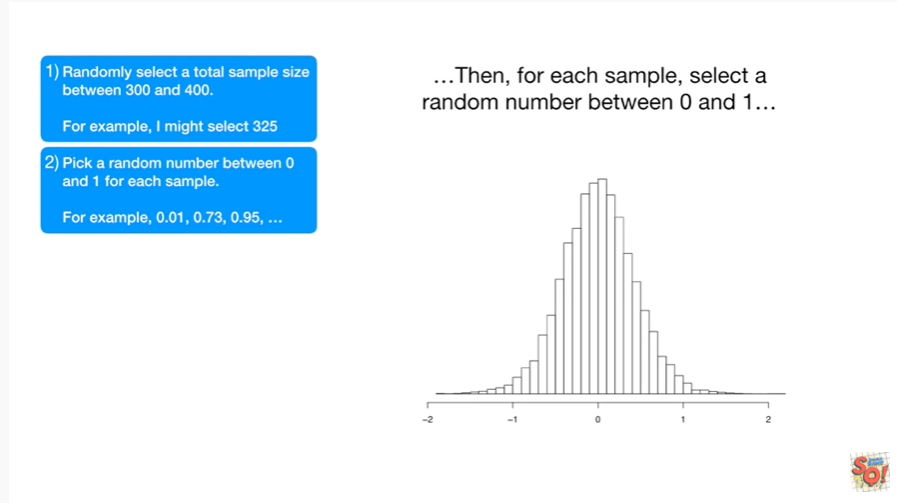 1) Randomly select a total sample size
between 300 and 400.
For example, I might select 325
2) Pick a random number between 0
and 1 for each sample.
For example, 0.01, 0.73, 0.95, …
…Then, for each sample, select a
random number between 0 and 1…
-2 -1 0 1 2
SQ!